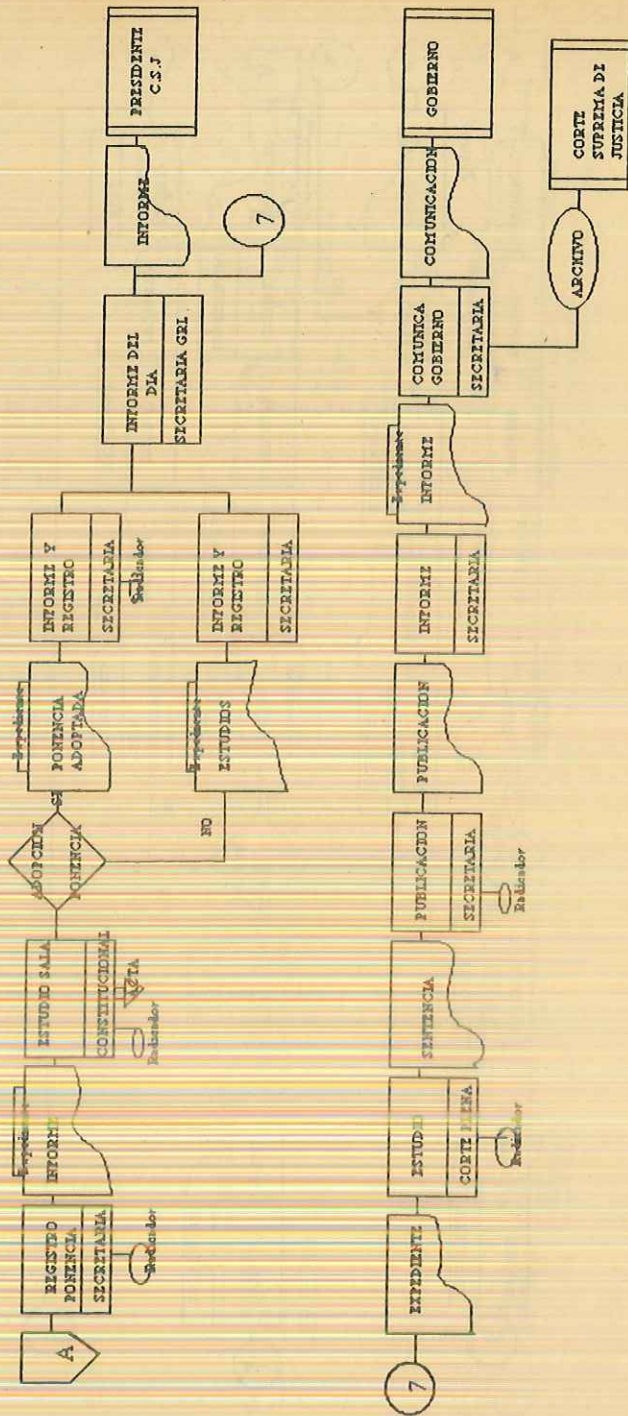 A
REGISTRO
PONENCIA
SECRETARIA
Radicador
Expediente
INFORME
ESTUDIO SALA
CONSTITUCIONAL
ACTA
Radicador
ADOPCION
PONENCIA
SI
NO
Expediente
PONENCIA
ADOPTADA
INFORME Y
REGISTRO
SECRETARIA
Radicador
Expediente
ESTUDIOS
INFORME Y
REGISTRO
SECRETARIA
INFORME DEL
DIA
SECRETARIA GRL
7
INFORME
PRESIDENTE
C.S.J
7
EXPEDIENTE
ESTUDIO
CORTE PLENA
Radicador
SENTENCIA
PUBLICACION
SECRETARIA
Radicador
PUBLICACION
INFORME
SECRETARIA
Expediente
INFORME
COMUNICA
GOBIERNO
SECRETARIA
COMUNICACION
GOBIERNO
ARCHIVO
CORTE
SUPREMA DE
JUSTICIA